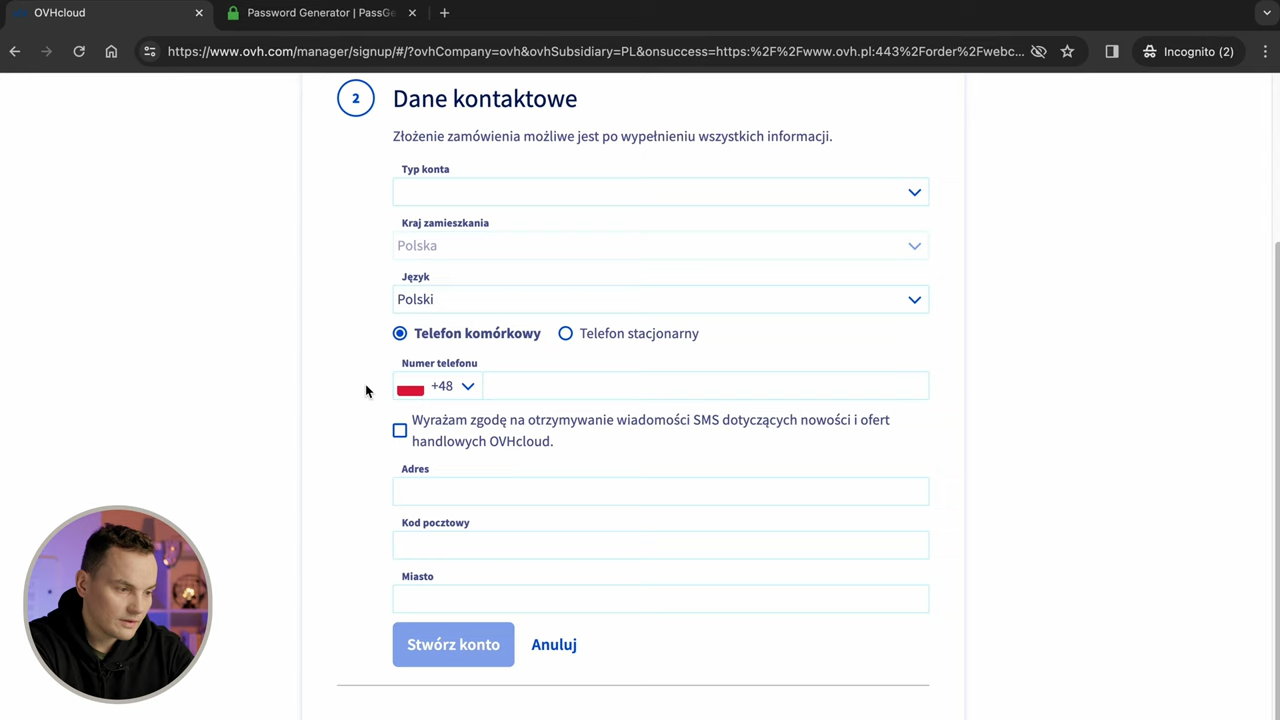 OVHcloud
Password Generator | PassGe
https://www.ovh.com/manager/signup/#/?ovhCompany=ovh&ovhSubsidiary=PL&onsuccess=https:%2F%2Fwww.ovh.pl:443%2Forder%2Fwebc...
Incognito (2)
2
Dane kontaktowe
Złożenie zamówienia możliwe jest po wypełnieniu wszystkich informacji.
Typ konta
Kraj zamieszkania
Polska
Język
Polski
Telefon komórkowy
Telefon stacjonarny
Numer telefonu
+48
Wyrażam zgodę na otrzymywanie wiadomości SMS dotyczących nowości i ofert
handlowych OVHcloud.
Adres
Kod pocztowy
Miasto
Stwórz konto
Anuluj